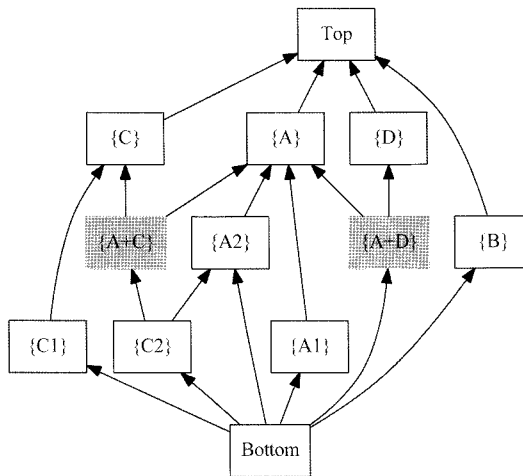 Top
{C}
{A}
{D}
{A+C}
{A2}
{A+D}
{B}
{C1}
{C2}
{A1}
Bottom